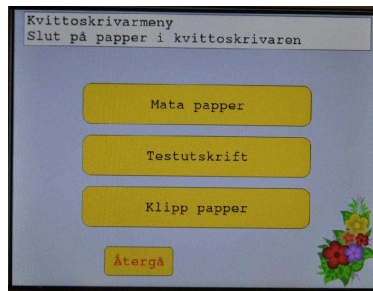 Kvittoskrivarmeny
Slut på papper i kvittoskrivaren
Mata papper
Testutskrift
Klipp papper
Återgå